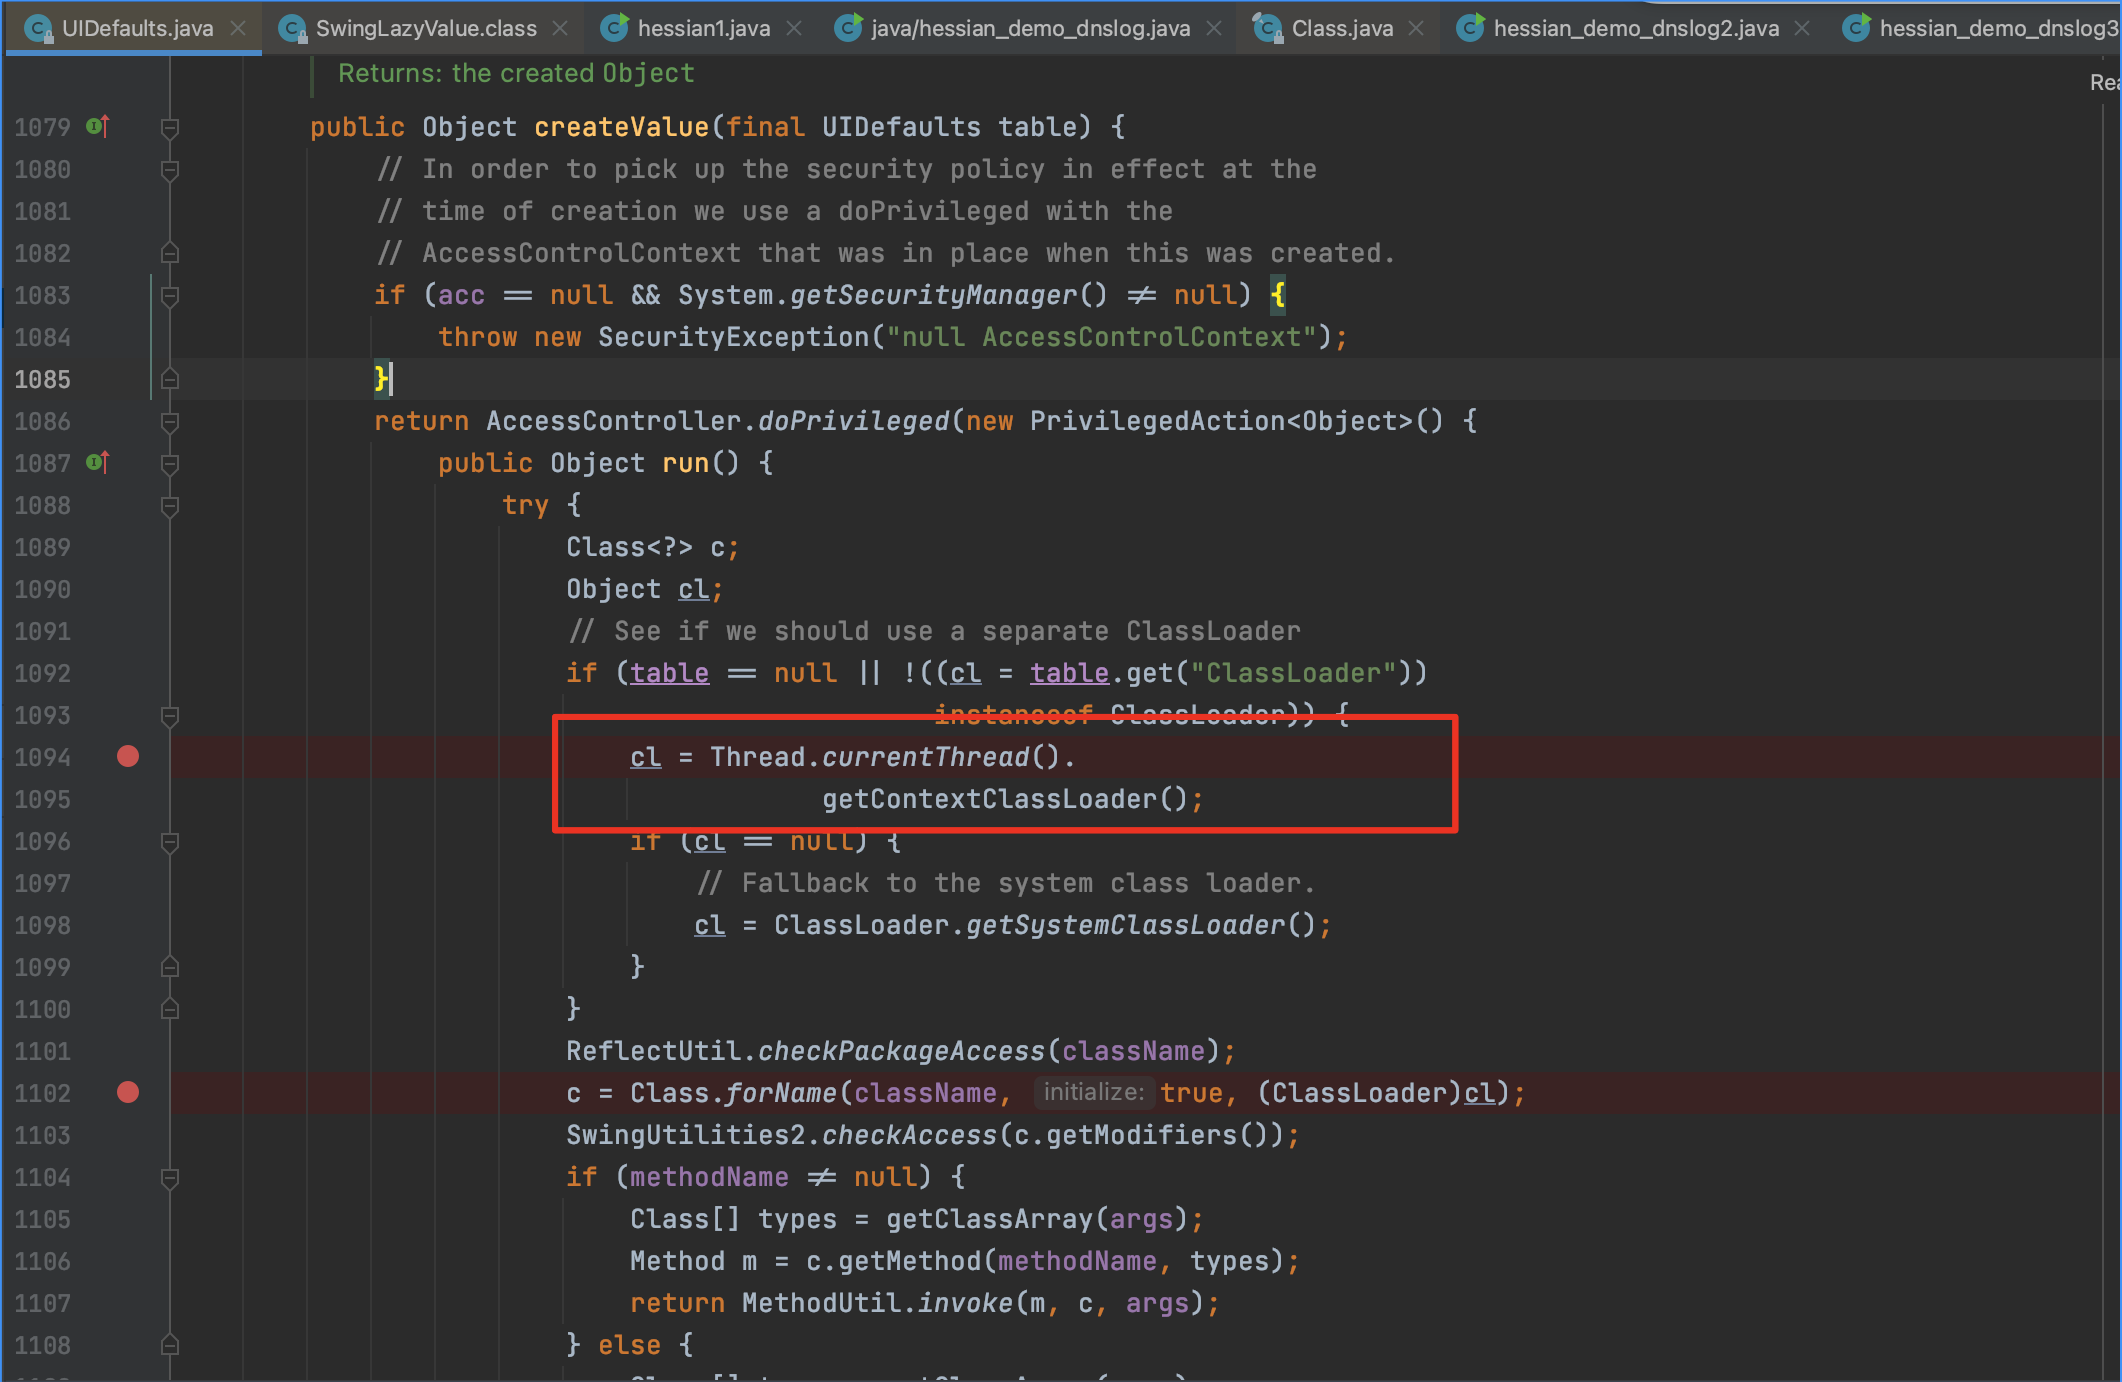 UIDefaults.java SwingLazyValue.class hessian1.java java/hessian_demo_dnslog.java Class.java hessian_demo_dnslog2.java hessian_demo_dnslog3
Returns: the created Object
Rea
1079 public Object createValue(final UIDefaults table) {
1080 // In order to pick up the security policy in effect at the
1081 // time of creation we use a doPrivileged with the
1082 // AccessControlContext that was in place when this was created.
1083 if (acc == null && System.getSecurityManager() != null) {
1084 throw new SecurityException("null AccessControlContext");
1085 }
1086 return AccessController.doPrivileged(new PrivilegedAction<Object>() {
1087 public Object run() {
1088 try {
1089 Class<?> c;
1090 Object cl;
1091 // See if we should use a separate ClassLoader
1092 if (table == null || !((cl = table.get("ClassLoader"))
1093 instanceof ClassLoader)) {
1094 cl = Thread.currentThread().
1095 getContextClassLoader();
1096 if (cl == null) {
1097 // Fallback to the system class loader.
1098 cl = ClassLoader.getSystemClassLoader();
1099 }
1100 }
1101 ReflectUtil.checkPackageAccess(className);
1102 c = Class.forName(className, initialize: true, (ClassLoader)cl);
1103 SwingUtilities2.checkAccess(c.getModifiers());
1104 if (methodName != null) {
1105 Class[] types = getClassArray(args);
1106 Method m = c.getMethod(methodName, types);
1107 return MethodUtil.invoke(m, c, args);
1108 } else {